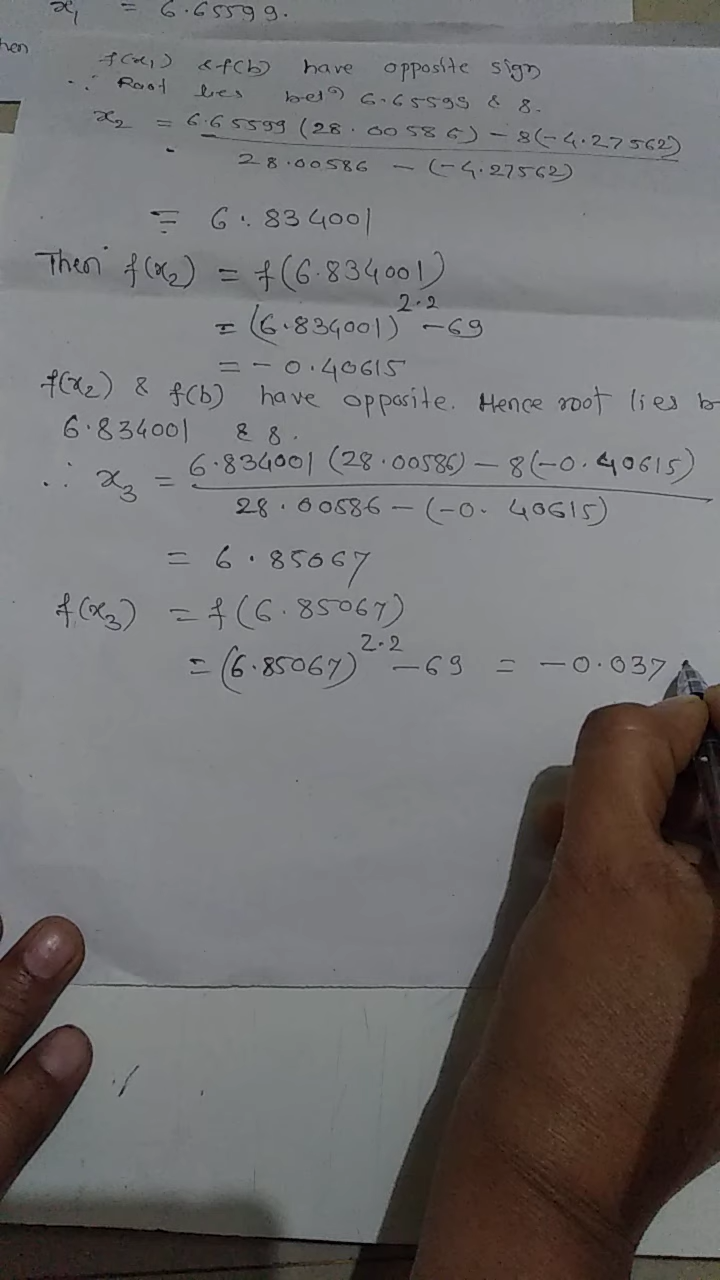 x₁ = 6.65599.
hen
f(x₁) & f(b) have opposite sign
∴ Root lies betⁿ 6.65599 & 8.
x₂ = 6.65599 (28.00586) - 8(-4.27562)
28.00586 - (-4.27562)
= 6.834001
Then f(x₂) = f(6.834001)
= (6.834001)^2.2 - 69
= -0.40615
f(x₂) & f(b) have opposite. Hence root lies b
6.834001 & 8.
∴ x₃ = 6.834001 (28.00586) - 8(-0.40615)
28.00586 - (-0.40615)
= 6.85067
f(x₃) = f(6.85067)
= (6.85067)^2.2 - 69 = -0.037